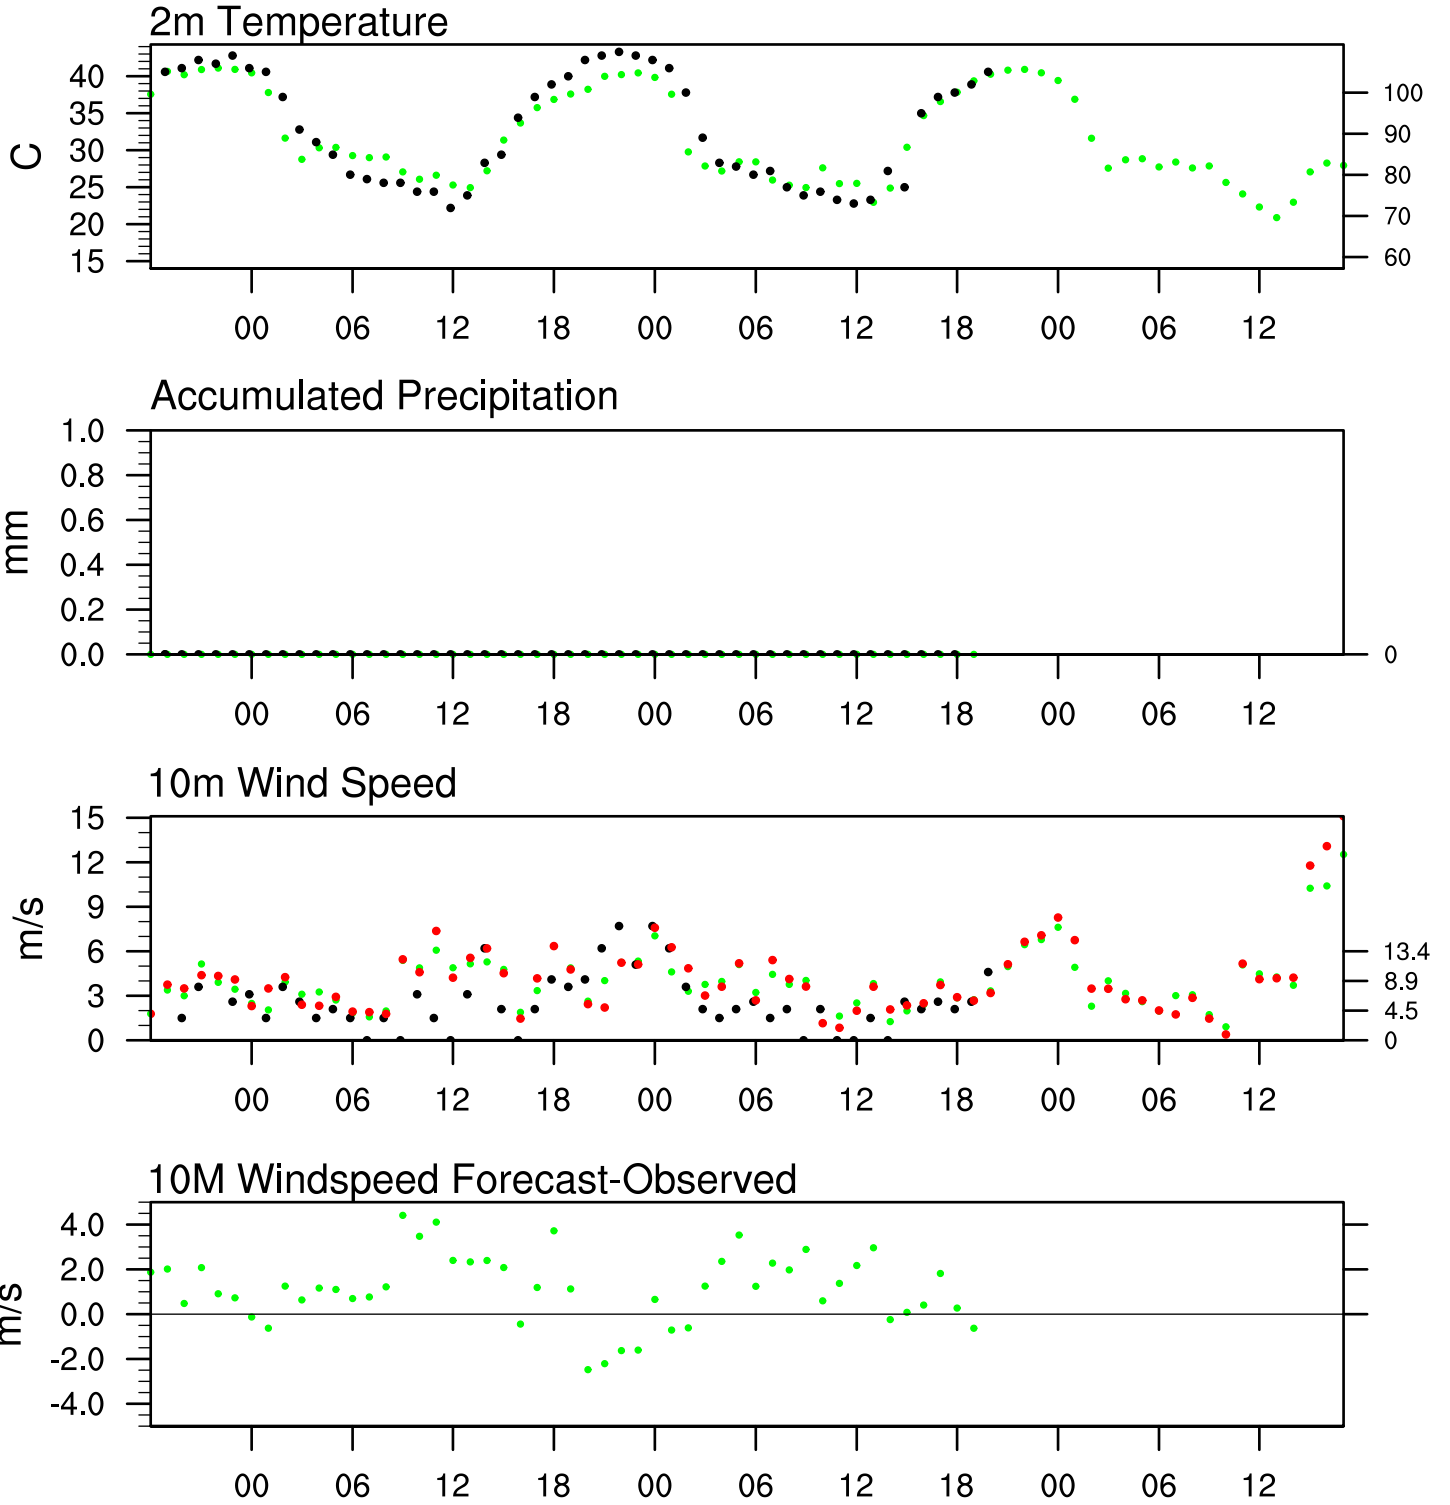 2m Temperature
40
35
30
25
20
15
C
100
90
80
70
60
00 06 12 18 00 06 12 18 00 06 12
Accumulated Precipitation
1.0
0.8
0.6
0.4
0.2
0.0
mm
0
00 06 12 18 00 06 12 18 00 06 12
10m Wind Speed
15
12
9
6
3
0
m/s
13.4
8.9
4.5
0
00 06 12 18 00 06 12 18 00 06 12
10M Windspeed Forecast-Observed
4.0
2.0
0.0
-2.0
-4.0
m/s
00 06 12 18 00 06 12 18 00 06 12